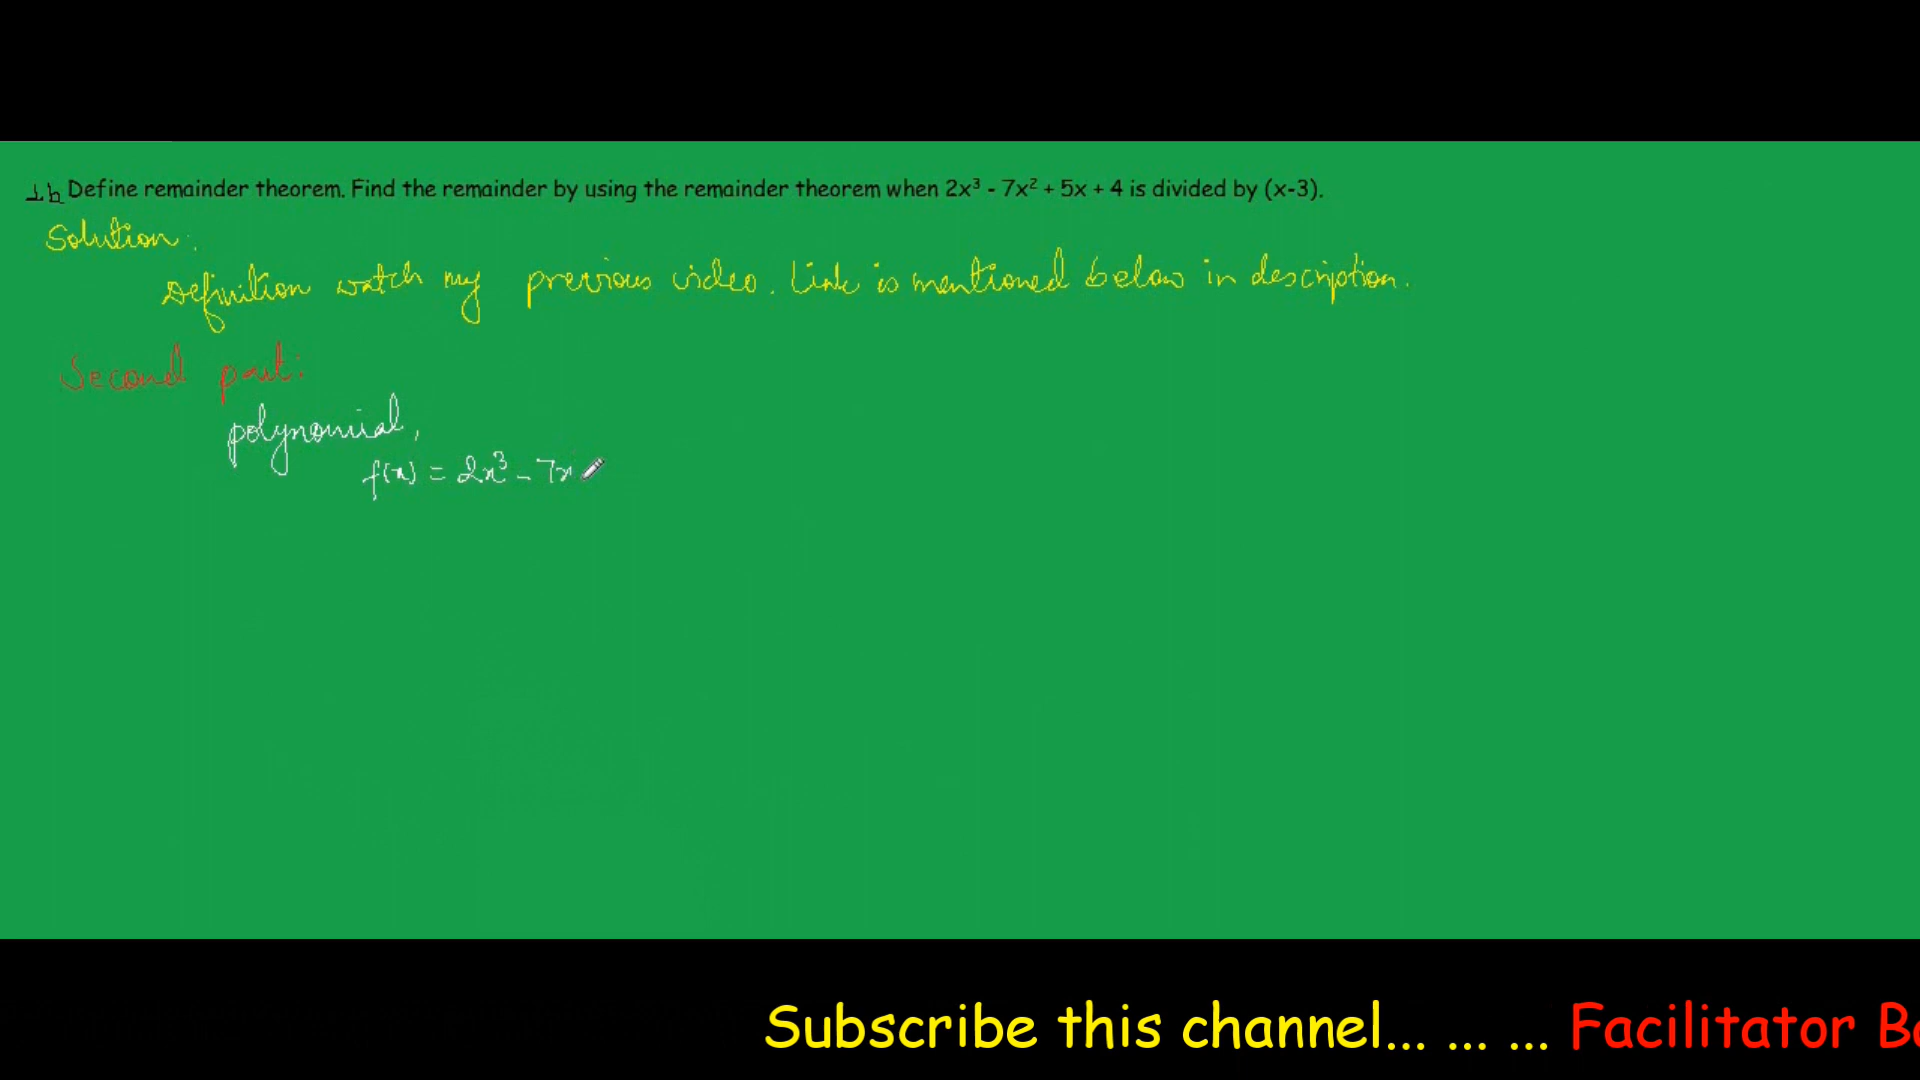 1.b Define remainder theorem. Find the remainder by using the remainder theorem when 2x³ - 7x² + 5x + 4 is divided by (x-3).
Solution:
Definition watch my previous video. Link is mentioned below in description.
Second part:
polynomial,
f(x) = 2x³ - 7x
Subscribe this channel... ... ... Facilitator Ba